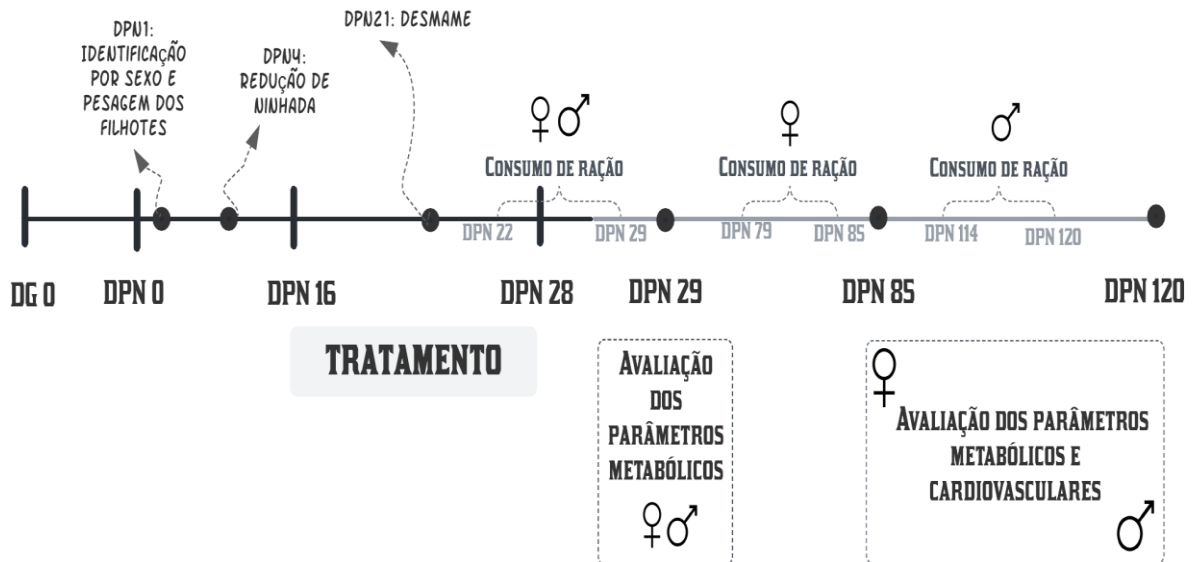 DPN1:
IDENTIFICAÇÃO
POR SEXO E
PESAGEM DOS
FILHOTES
DPN4:
REDUÇÃO DE
NINHADA
DPN21: DESMAME
CONSUMO DE RAÇÃO
CONSUMO DE RAÇÃO
CONSUMO DE RAÇÃO
DPN 22
DPN 29
DPN 79
DPN 85
DPN 114
DPN 120
DG 0
DPN 0
DPN 16
DPN 28
DPN 29
DPN 85
DPN 120
TRATAMENTO
AVALIAÇÃO
DOS
PARÂMETROS
METABÓLICOS
AVALIAÇÃO DOS PARÂMETROS
METABÓLICOS E
CARDIOVASCULARES